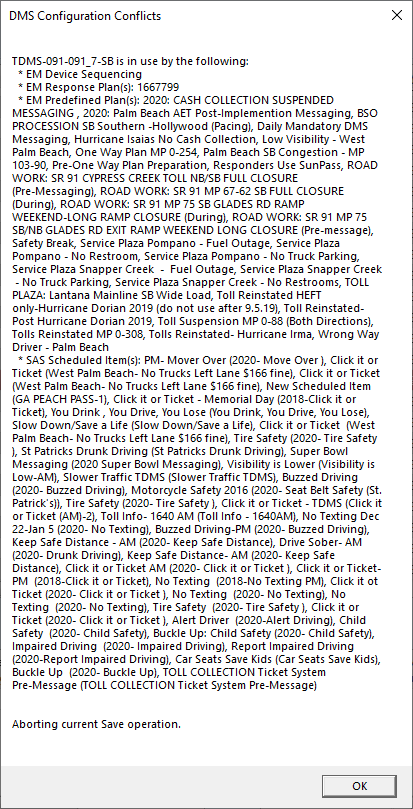 DMS Configuration Conflicts
TDMS-091-091_7-SB is in use by the following:
* EM Device Sequencing
* EM Response Plan(s): 1667799
* EM Predefined Plan(s): 2020: CASH COLLECTION SUSPENDED
MESSAGING , 2020: Palm Beach AET Post-Implemention Messaging, BSO
PROCESSION SB Southern -Hollywood (Pacing), Daily Mandatory DMS
Messaging, Hurricane Isaias No Cash Collection, Low Visibility - West
Palm Beach, One Way Plan MP 0-254, Palm Beach SB Congestion - MP
103-90, Pre-One Way Plan Preparation, Responders Use SunPass, ROAD
WORK: SR 91 CYPRESS CREEK TOLL NB/SB FULL CLOSURE
(Pre-Messaging), ROAD WORK: SR 91 MP 67-62 SB FULL CLOSURE
(During), ROAD WORK: SR 91 MP 75 SB GLADES RD RAMP
WEEKEND-LONG RAMP CLOSURE (During), ROAD WORK: SR 91 MP 75
SB/NB GLADES RD EXIT RAMP WEEKEND LONG CLOSURE (Pre-message),
Safety Break, Service Plaza Pompano - Fuel Outage, Service Plaza
Pompano - No Restroom, Service Plaza Pompano - No Truck Parking,
Service Plaza Snapper Creek  -  Fuel Outage, Service Plaza Snapper Creek
- No Truck Parking, Service Plaza Snapper Creek - No Restrooms, TOLL
PLAZA: Lantana Mainline SB Wide Load, Toll Reinstated HEFT
only-Hurricane Dorian 2019 (do not use after 9.5.19), Toll Reinstated-
Post Hurricane Dorian 2019, Toll Suspension MP 0-88 (Both Directions),
Tolls Reinstated MP 0-308, Tolls Reinstated- Hurricane Irma, Wrong Way
Driver - Palm Beach
* SAS Scheduled Item(s): PM- Mover Over (2020- Move Over ), Click it or
Ticket (West Palm Beach- No Trucks Left Lane $166 fine), Click it or Ticket
(West Palm Beach- No Trucks Left Lane $166 fine), New Scheduled Item
(GA PEACH PASS-1), Click it or Ticket - Memorial Day (2018-Click it or
Ticket), You Drink , You Drive, You Lose (You Drink, You Drive, You Lose),
Slow Down/Save a Life (Slow Down/Save a Life), Click it or Ticket  (West
Palm Beach- No Trucks Left Lane $166 fine), Tire Safety (2020- Tire Safety
), St Patricks Drunk Driving (St Patricks Drunk Driving), Super Bowl
Messaging (2020 Super Bowl Messaging), Visibility is Lower (Visibility is
Low-AM), Slower Traffic TDMS (Slower Traffic TDMS), Buzzed Driving
(2020- Buzzed Driving), Motorcycle Safety 2016 (2020- Seat Belt Safety (St.
Patrick's)), Tire Safety (2020- Tire Safety ), Click it or Ticket - TDMS (Click it
or Ticket (AM)-2), Toll Info- 1640 AM (Toll Info - 1640AM), No Texting Dec
22-Jan 5 (2020- No Texting), Buzzed Driving-PM (2020- Buzzed Driving),
Keep Safe Distance - AM (2020- Keep Safe Distance), Drive Sober- AM
(2020- Drunk Driving), Keep Safe Distance- AM (2020- Keep Safe
Distance), Click it or Ticket AM (2020- Click it or Ticket ), Click it or Ticket-
PM  (2018-Click it or Ticket), No Texting  (2018-No Texting PM), Click it ot
Ticket (2020- Click it or Ticket ), No Texting  (2020- No Texting), No
Texting  (2020- No Texting), Tire Safety  (2020- Tire Safety ), Click it or
Ticket (2020- Click it or Ticket ), Alert Driver  (2020-Alert Driving), Child
Safety  (2020- Child Safety), Buckle Up: Child Safety (2020- Child Safety),
Impaired Driving  (2020- Impaired Driving), Report Impaired Driving
(2020-Report Impaired Driving), Car Seats Save Kids (Car Seats Save Kids),
Buckle Up  (2020- Buckle Up), TOLL COLLECTION Ticket System
Pre-Message (TOLL COLLECTION Ticket System Pre-Message)
Aborting current Save operation.
OK